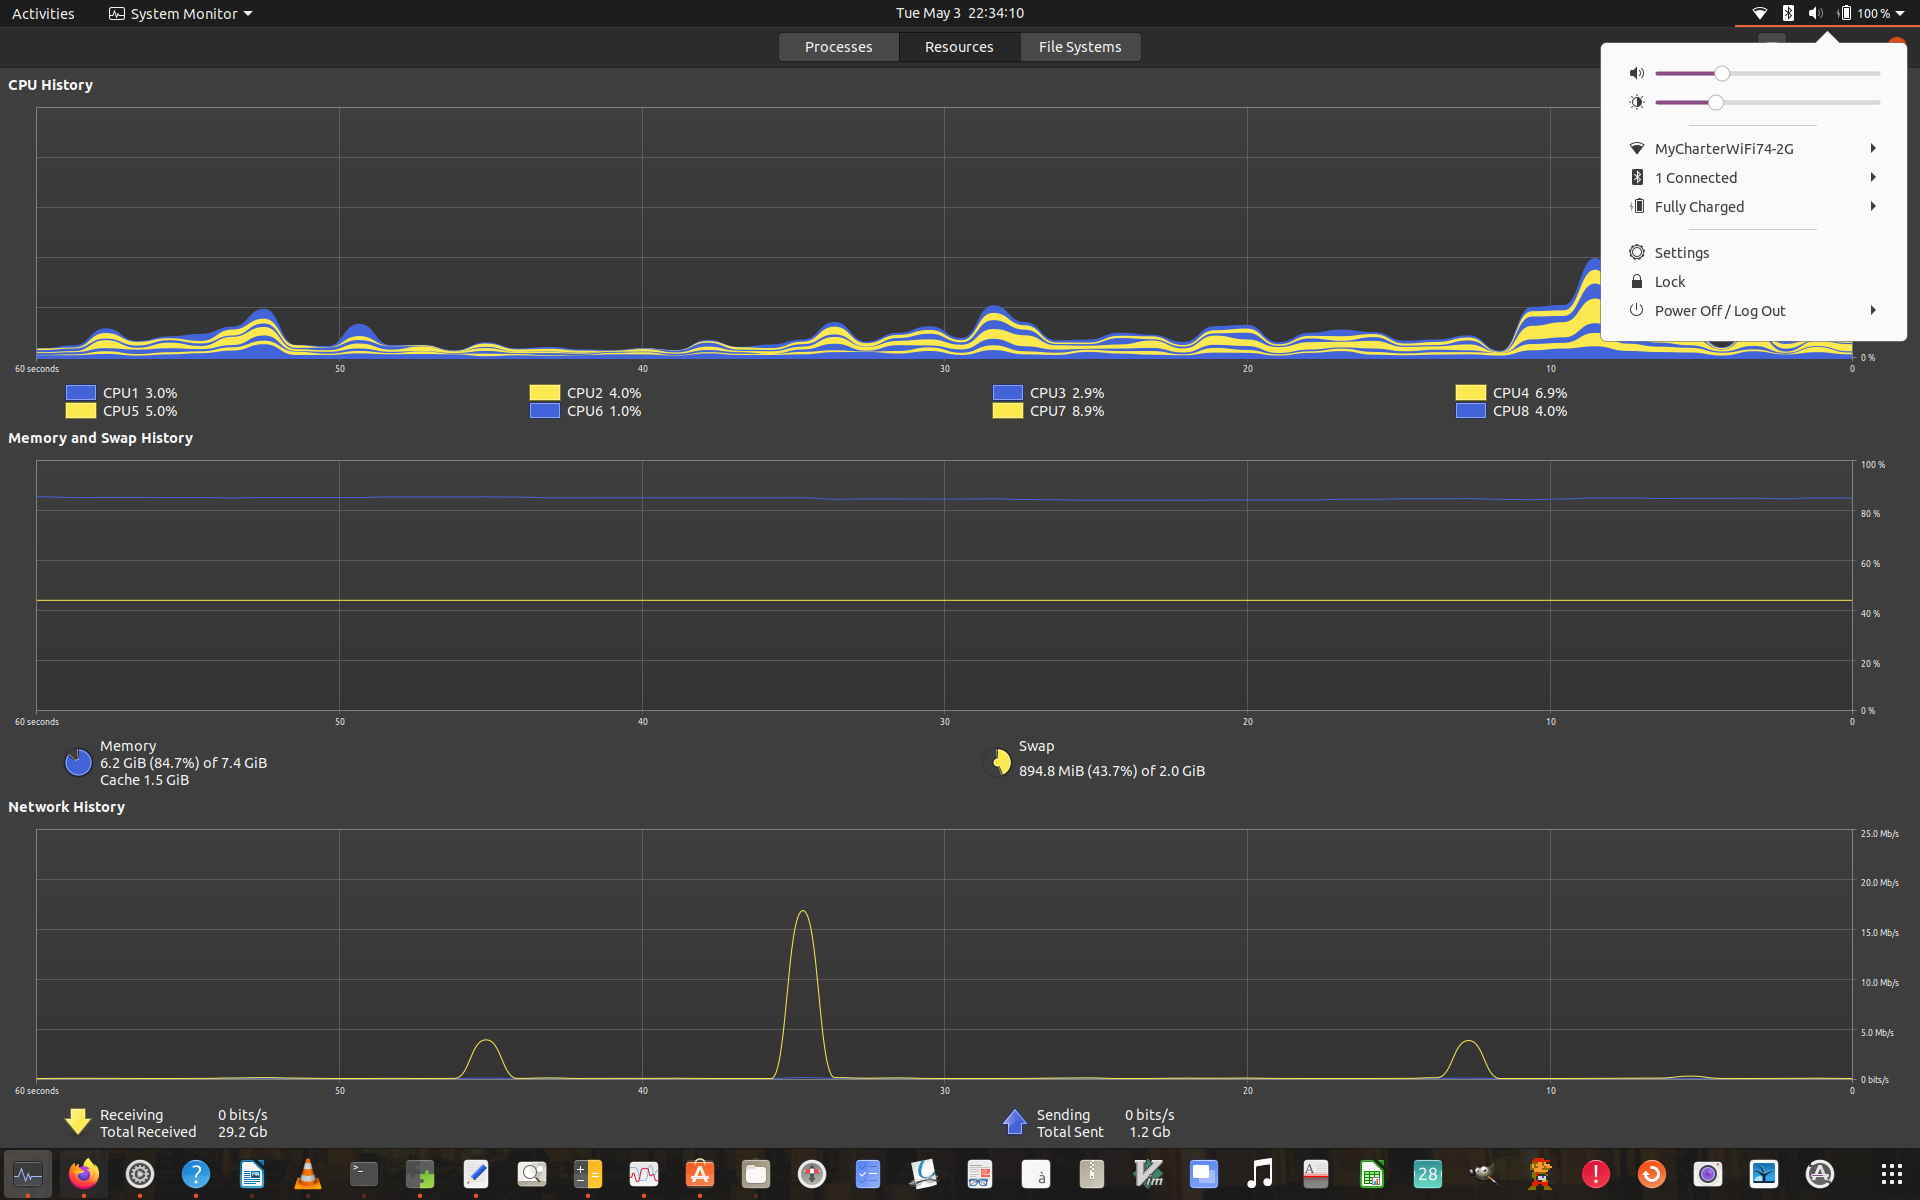 Activities
System Monitor
Tue May 3  22:34:10
100 %
Processes
Resources
File Systems
CPU History
MyCharterWiFi74-2G
1 Connected
Fully Charged
Settings
Lock
Power Off / Log Out
0 %
60 seconds 50 40 30 20 10 0
CPU1 3.0% CPU2 4.0% CPU3 2.9% CPU4 6.9%
CPU5 5.0% CPU6 1.0% CPU7 8.9% CPU8 4.0%
Memory and Swap History
100 %
80 %
60 %
40 %
20 %
0 %
60 seconds 50 40 30 20 10 0
Memory
6.2 GiB (84.7%) of 7.4 GiB
Cache 1.5 GiB
Swap
894.8 MiB (43.7%) of 2.0 GiB
Network History
25.0 Mb/s
20.0 Mb/s
15.0 Mb/s
10.0 Mb/s
5.0 Mb/s
0 bits/s
60 seconds 50 40 30 20 10 0
Receiving 0 bits/s
Total Received 29.2 Gb
Sending 0 bits/s
Total Sent 1.2 Gb
?
>_
à
Vim
A
28
!